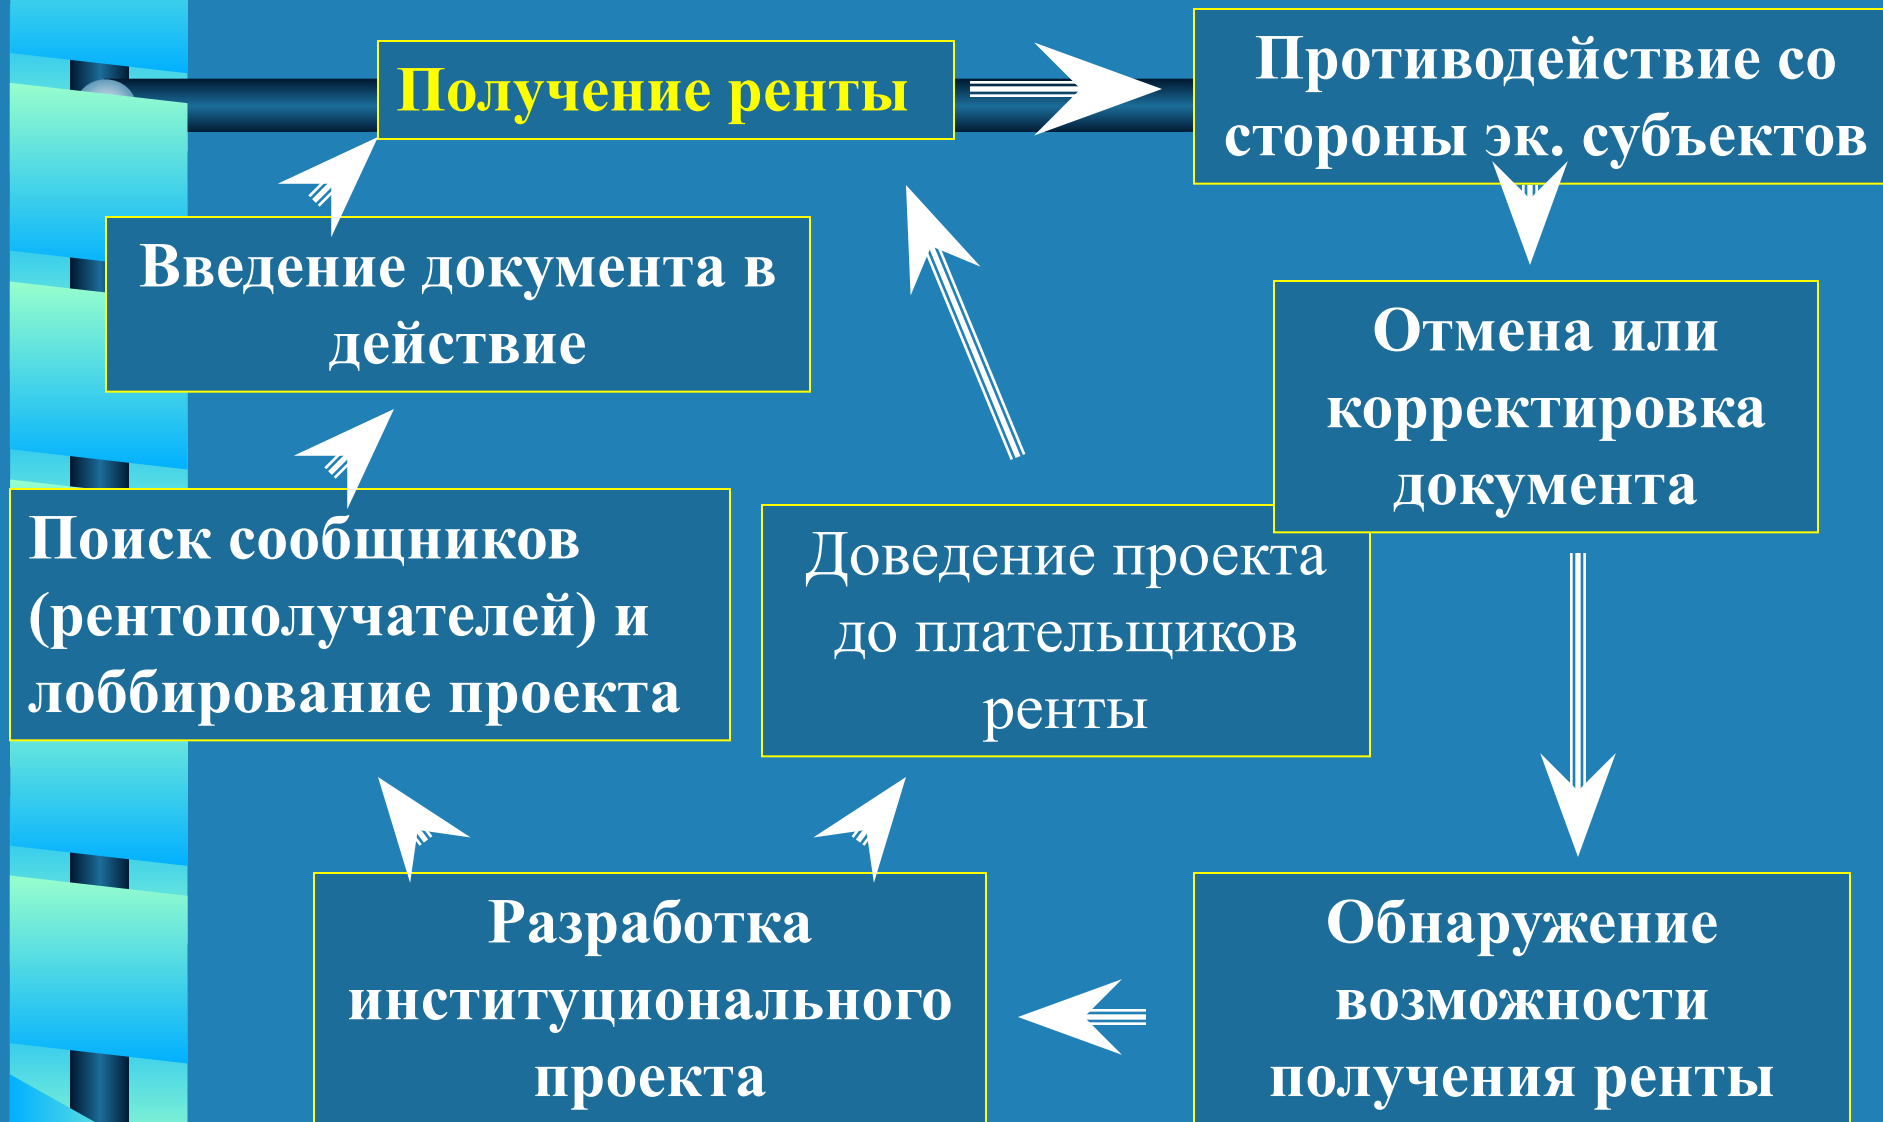 Получение ренты
Противодействие со
стороны эк. субъектов
Введение документа в
действие
Отмена или
корректировка
документа
Поиск сообщников
(рентополучателей) и
лоббирование проекта
Доведение проекта
до плательщиков
ренты
Разработка
институционального
проекта
Обнаружение
возможности
получения ренты